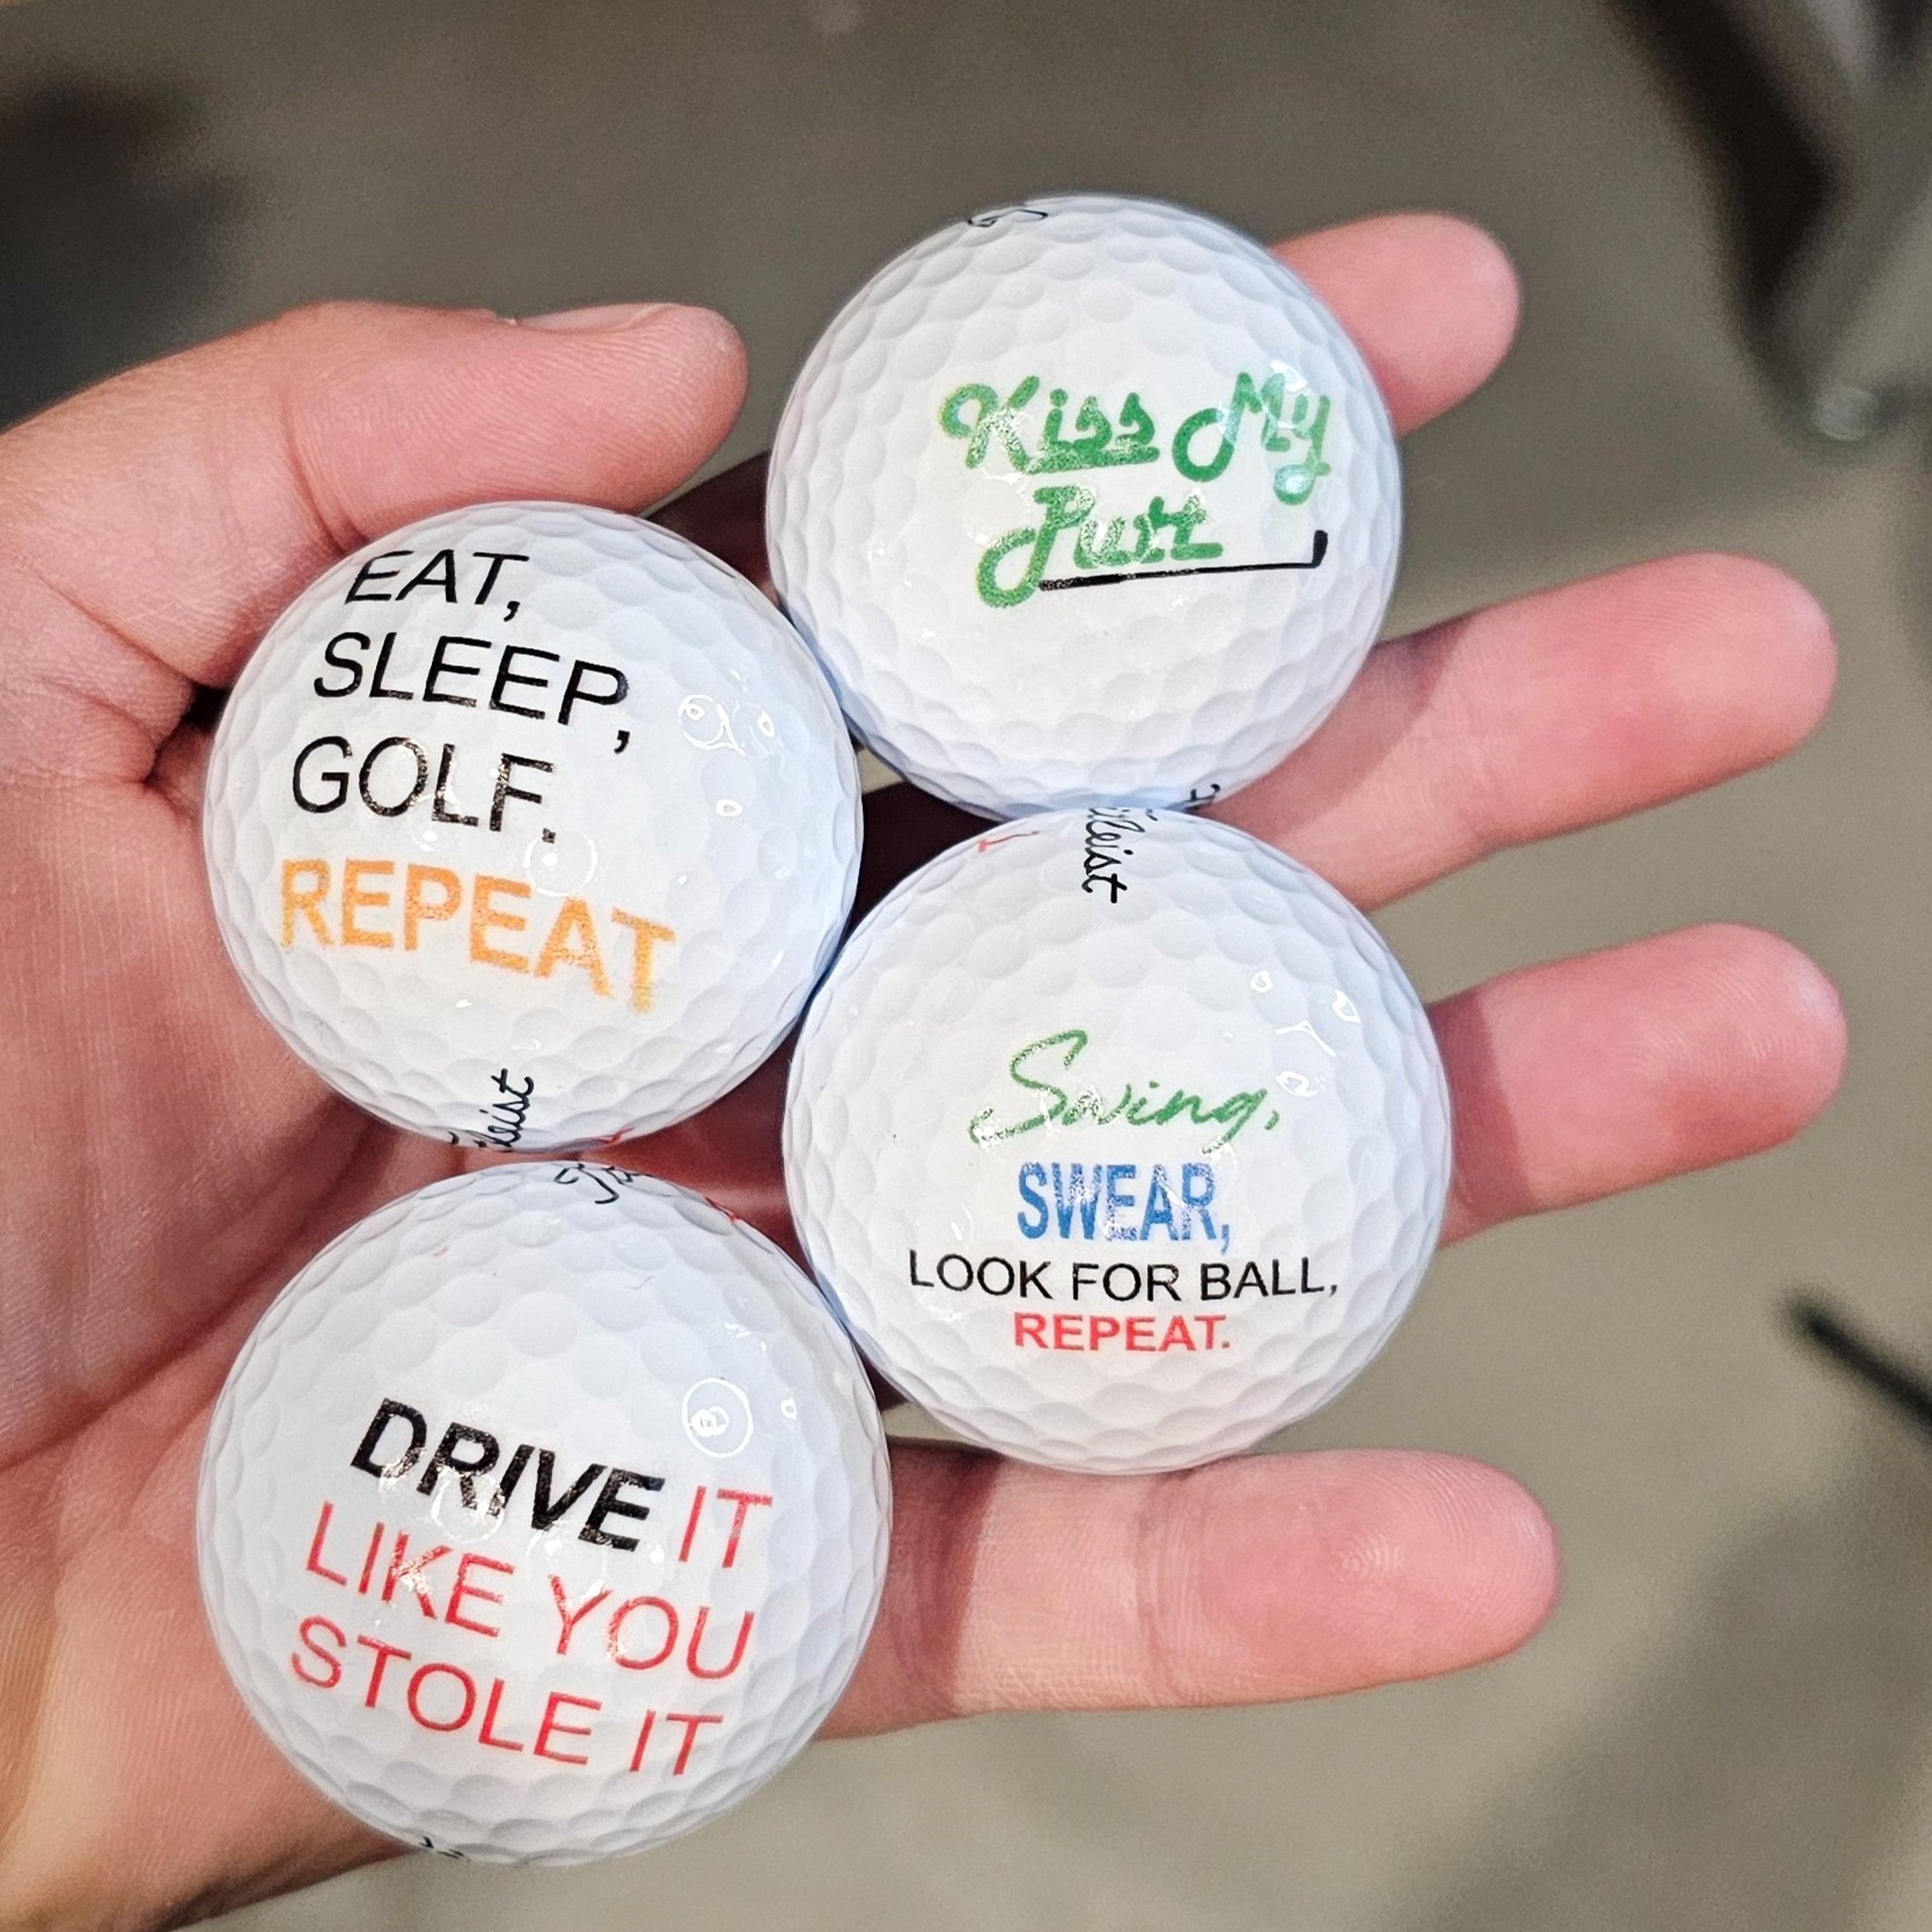 Kiss My
Putt
EAT,
SLEEP,
GOLF.
REPEAT
Swing,
SWEAR,
LOOK FOR BALL,
REPEAT.
DRIVE IT
LIKE YOU
STOLE IT